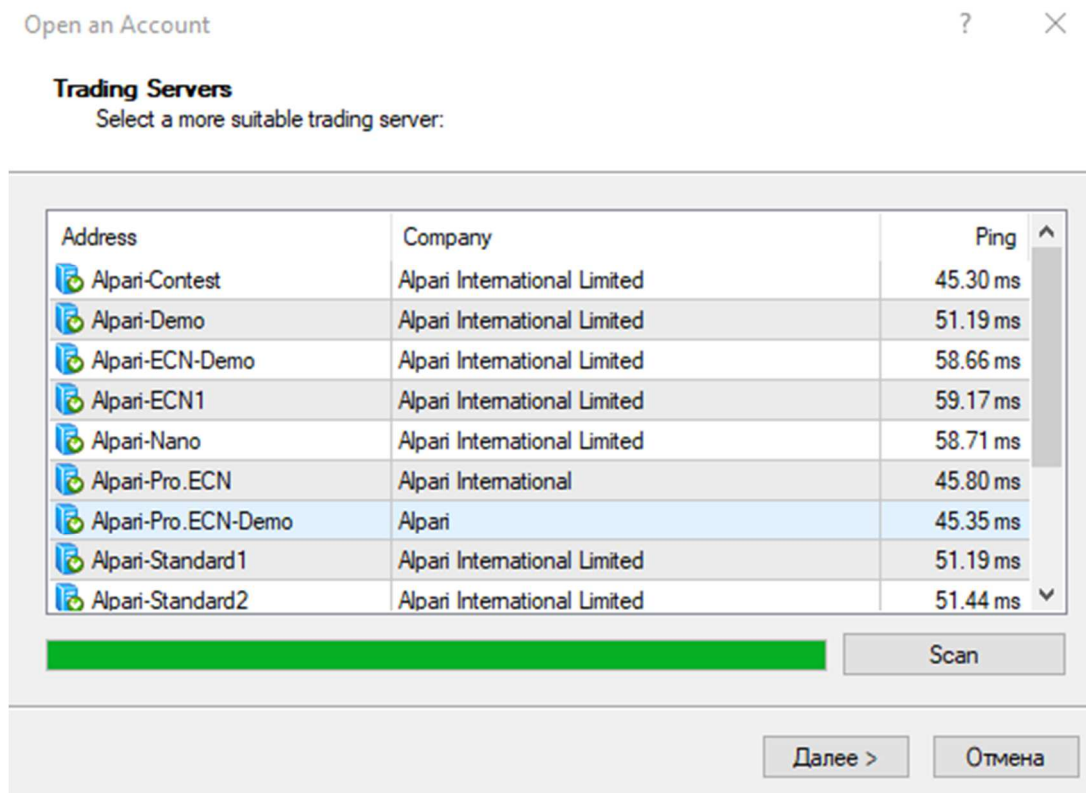 Open an Account
Trading Servers
Select a more suitable trading server:
Address Company Ping
Alpari-Contest Alpari International Limited 45.30 ms
Alpari-Demo Alpari International Limited 51.19 ms
Alpari-ECN-Demo Alpari International Limited 58.66 ms
Alpari-ECN1 Alpari International Limited 59.17 ms
Alpari-Nano Alpari International Limited 58.71 ms
Alpari-Pro.ECN Alpari International 45.80 ms
Alpari-Pro.ECN-Demo Alpari 45.35 ms
Alpari-Standard1 Alpari International Limited 51.19 ms
Alpari-Standard2 Alpari International Limited 51.44 ms
Scan
Далее > Отмена